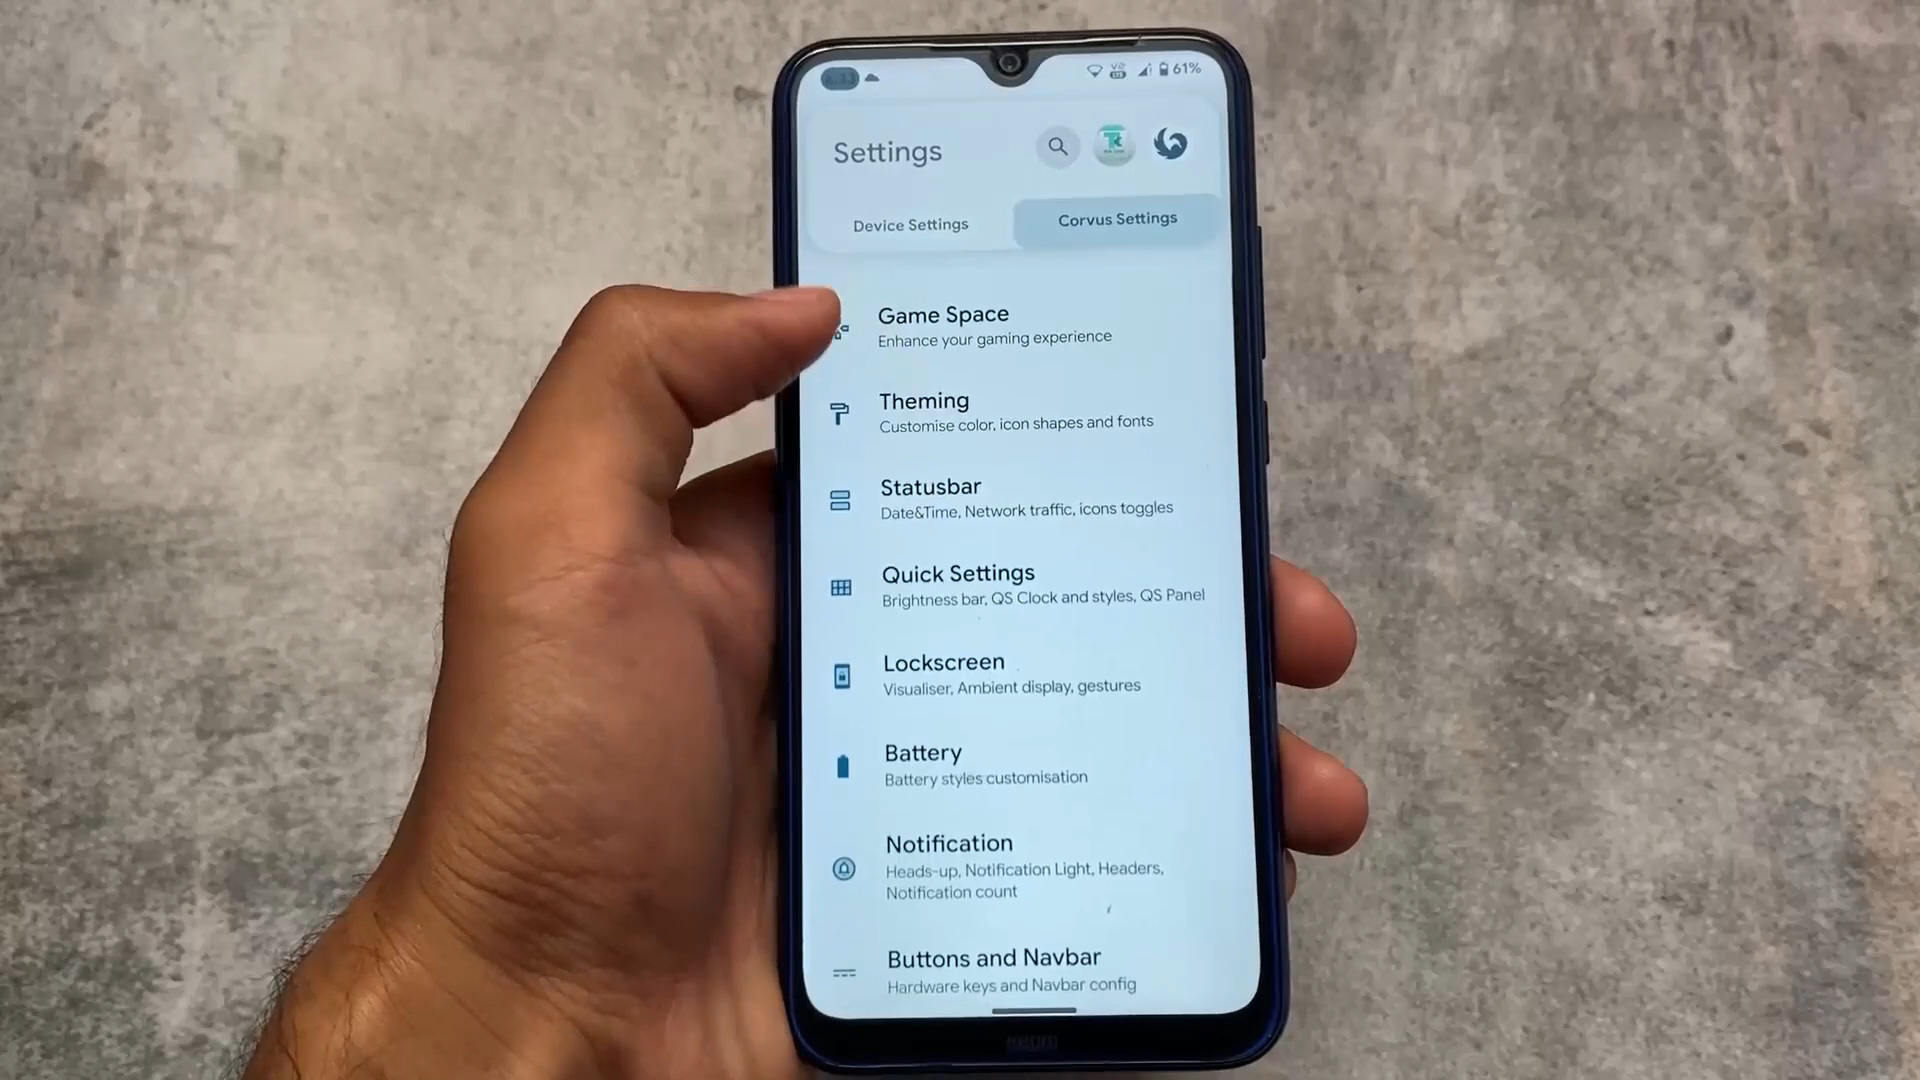 61%
Settings
Device Settings
Corvus Settings
Game Space
Enhance your gaming experience
Theming
Customise color, icon shapes and fonts
Statusbar
Date&Time, Network traffic, icons toggles
Quick Settings
Brightness bar, QS Clock and styles, QS Panel
Lockscreen
Visualiser, Ambient display, gestures
Battery
Battery styles customisation
Notification
Heads-up, Notification Light, Headers,
Notification count
Buttons and Navbar
Hardware keys and Navbar config